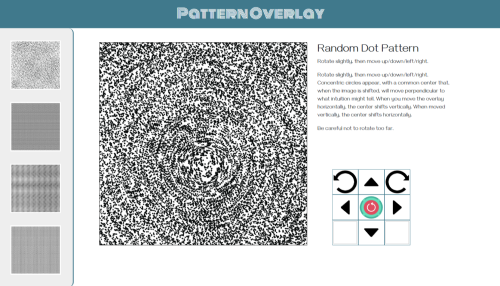 Pattern Overlay
Random Dot Pattern
Rotate slightly, then move up/down/left/right.
Rotate slightly, then move up/down/left/right.
Concentric circles appear, with a common center that,
when the image is shifted, will move perpendicular to
what intuition might tell. When you move the overlay
horizontally, the center shifts vertically. When moved
vertically, the center shifts horizontally.
Be careful not to rotate too far.